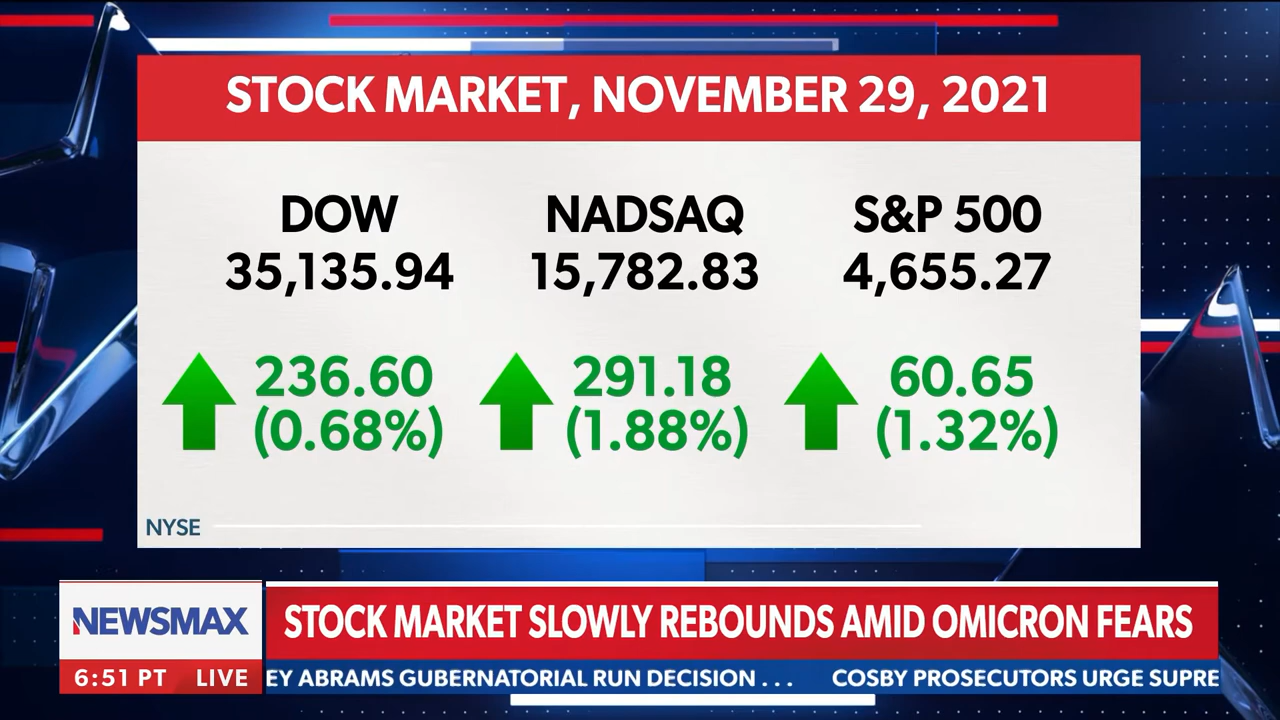 STOCK MARKET, NOVEMBER 29, 2021
DOW
35,135.94
236.60
(0.68%)
NADSAQ
15,782.83
291.18
(1.88%)
S&P 500
4,655.27
60.65
(1.32%)
NYSE
NEWSMAX
STOCK MARKET SLOWLY REBOUNDS AMID OMICRON FEARS
6:51 PT LIVE
EY ABRAMS GUBERNATORIAL RUN DECISION . . . COSBY PROSECUTORS URGE SUPRE